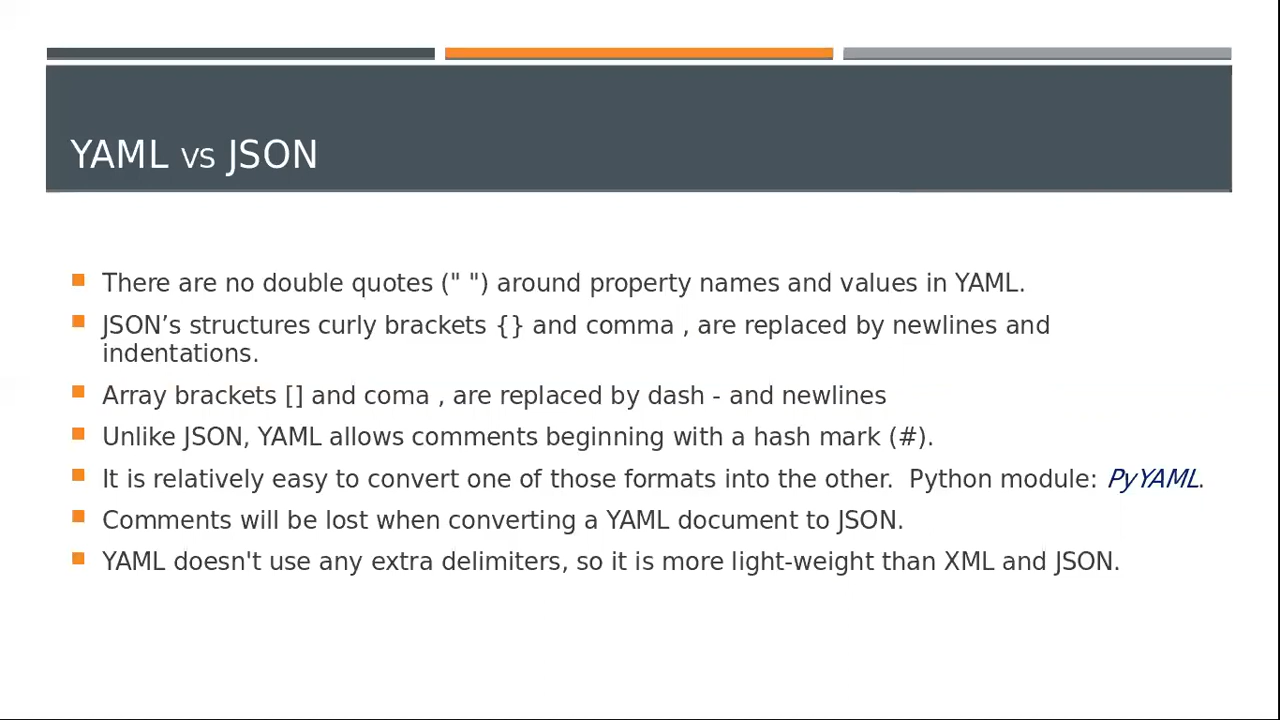 YAML vs JSON
There are no double quotes (" ") around property names and values in YAML.
JSON’s structures curly brackets {} and comma , are replaced by newlines and
indentations.
Array brackets [] and coma , are replaced by dash - and newlines
Unlike JSON, YAML allows comments beginning with a hash mark (#).
It is relatively easy to convert one of those formats into the other.  Python module: PyYAML.
Comments will be lost when converting a YAML document to JSON.
YAML doesn't use any extra delimiters, so it is more light-weight than XML and JSON.